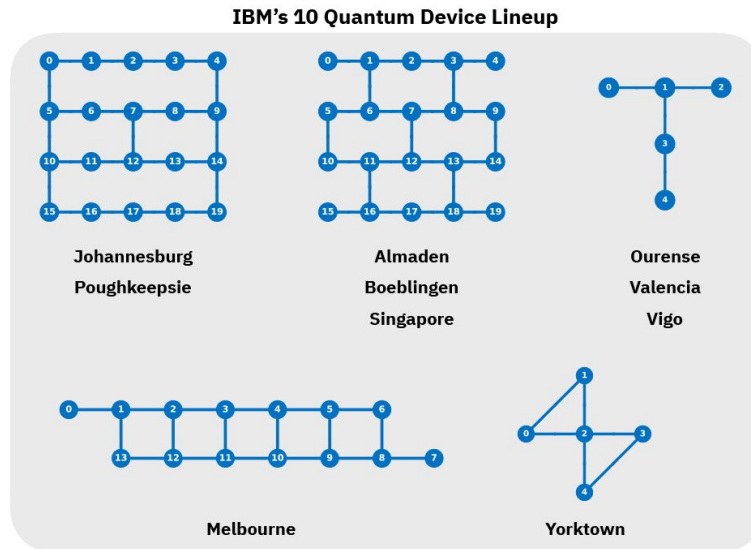 IBM's 10 Quantum Device Lineup
0 1 2 3 4
5 6 7 8 9
10 11 12 13 14
15 16 17 18 19
Johannesburg
Poughkeepsie
0 1 2 3 4
5 6 7 8 9
10 11 12 13 14
15 16 17 18 19
Almaden
Boeblingen
Singapore
0 1 2
3
4
Ourense
Valencia
Vigo
0 1 2 3 4 5 6
13 12 11 10 9 8 7
Melbourne
1
0 2 3
4
Yorktown